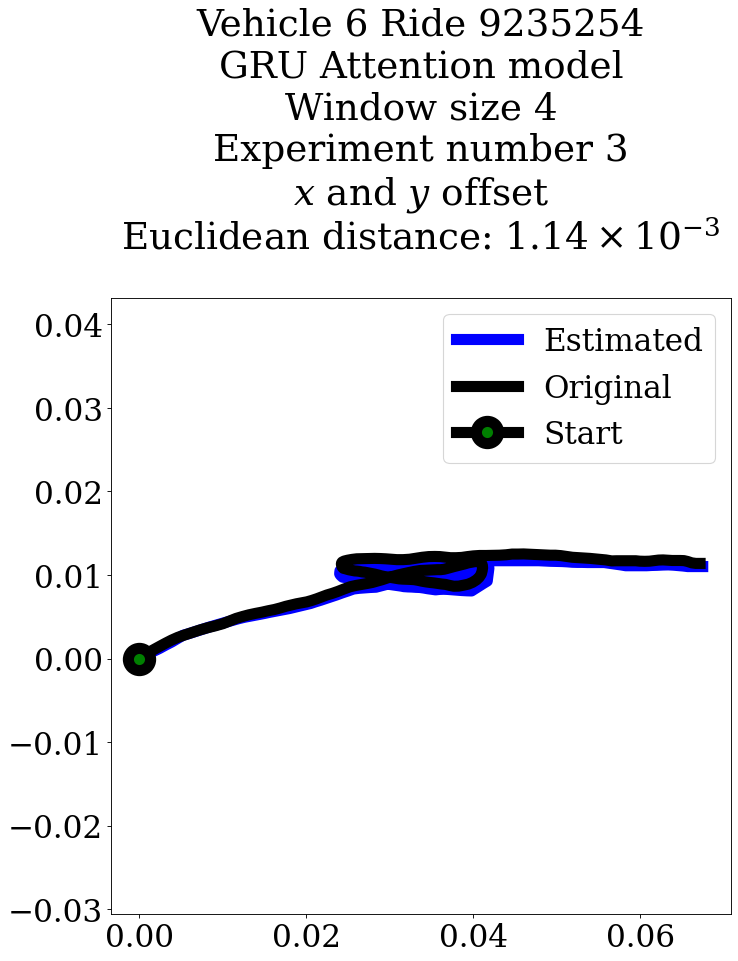 Vehicle 6 Ride 9235254
GRU Attention model
Window size 4
Experiment number 3
x and y offset
Euclidean distance: 1.14 × 10⁻³
Estimated
Original
Start
0.04
0.03
0.02
0.01
0.00
−0.01
−0.02
−0.03
0.00 0.02 0.04 0.06